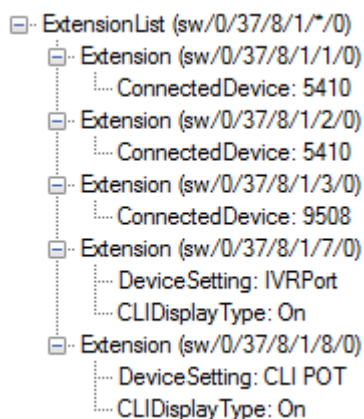 ExtensionList (sw/0/37/8/1/*/0)
Extension (sw/0/37/8/1/1/0)
ConnectedDevice: 5410
Extension (sw/0/37/8/1/2/0)
ConnectedDevice: 5410
Extension (sw/0/37/8/1/3/0)
ConnectedDevice: 9508
Extension (sw/0/37/8/1/7/0)
DeviceSetting: IVRPort
CLIDisplayType: On
Extension (sw/0/37/8/1/8/0)
DeviceSetting: CLI POT
CLIDisplayType: On